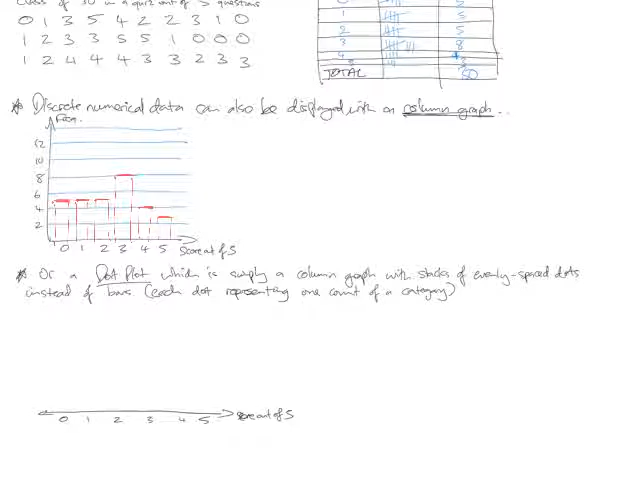 class of 30 in a quiz out of 5 questions
0 1 3 5 4 2 2 3 1 0
1 2 3 3 5 5 1 0 0 0
1 2 4 4 4 3 3 2 3 3
1 5
2 5
3 8
4 4
5 3
TOTAL 30
* Discrete numerical data can also be displayed with an column graph...
Freq.
12
10
8
6
4
2
0 1 2 3 4 5 Score out of 5
* Or a Dot Plot which is simply a column graph with stacks of evenly-spaced dots
instead of bars (each dot representing one count of a category)
0 1 2 3 4 5 Score out of 5